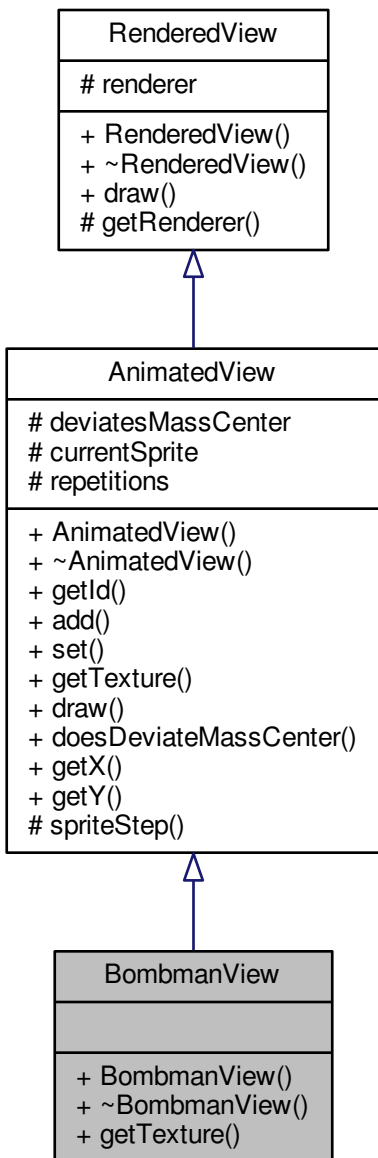 RenderedView
# renderer
+ RenderedView()
+ ~RenderedView()
+ draw()
# getRenderer()
AnimatedView
# deviatesMassCenter
# currentSprite
# repetitions
+ AnimatedView()
+ ~AnimatedView()
+ getId()
+ add()
+ set()
+ getTexture()
+ draw()
+ doesDeviateMassCenter()
+ getX()
+ getY()
# spriteStep()
BombmanView
+ BombmanView()
+ ~BombmanView()
+ getTexture()